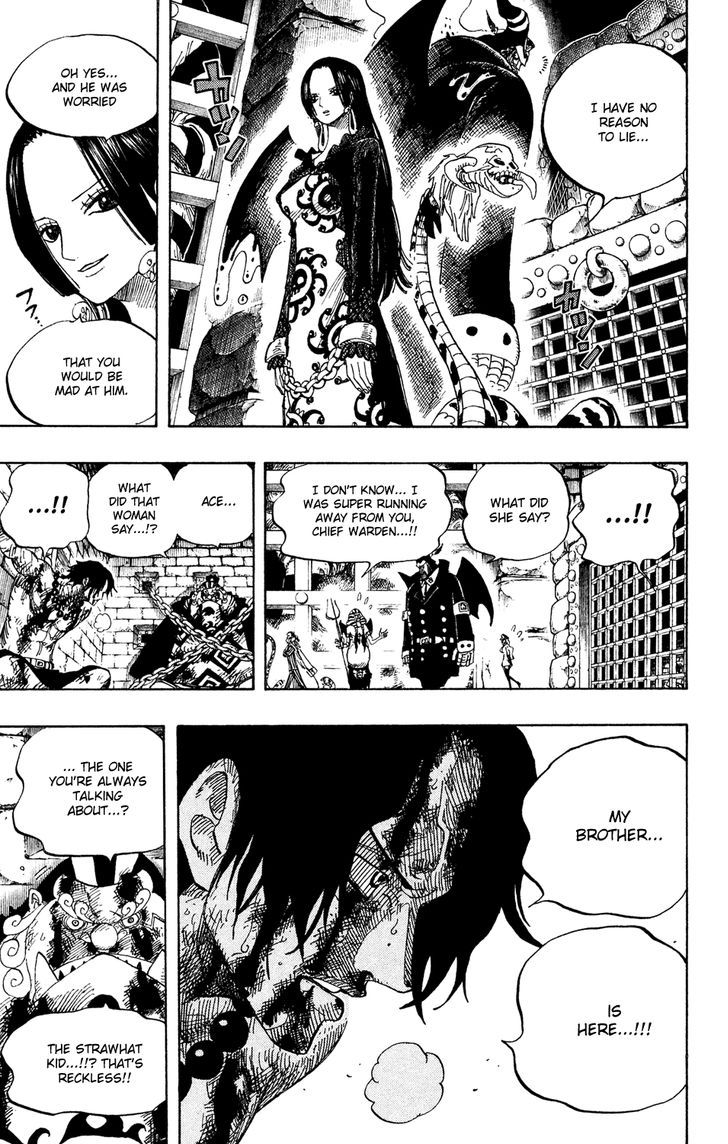 I HAVE NO
REASON
TO LIE...
OH YES...
AND HE WAS
WORRIED
THAT YOU
WOULD BE
MAD AT HIM.
...!!
WHAT DID
SHE SAY?
I DON'T KNOW... I
WAS SUPER RUNNING
AWAY FROM YOU,
CHIEF WARDEN...!!
ACE...
WHAT
DID THAT
WOMAN
SAY...!?
...!!
MY
BROTHER...
IS
HERE...!!!
... THE ONE
YOU'RE ALWAYS
TALKING
ABOUT...?
THE STRAWHAT
KID...!!? THAT'S
RECKLESS!!